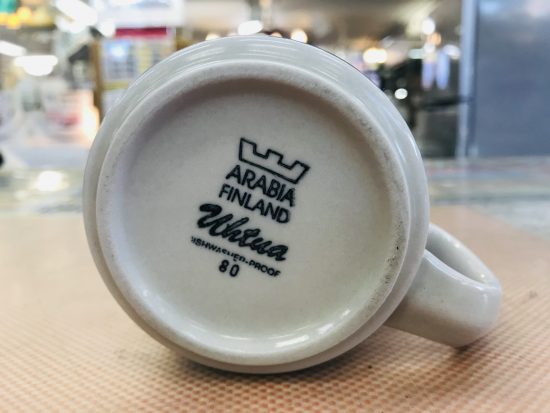 ARABIA
FINLAND
Uhtua
DISHWASHER-PROOF
80